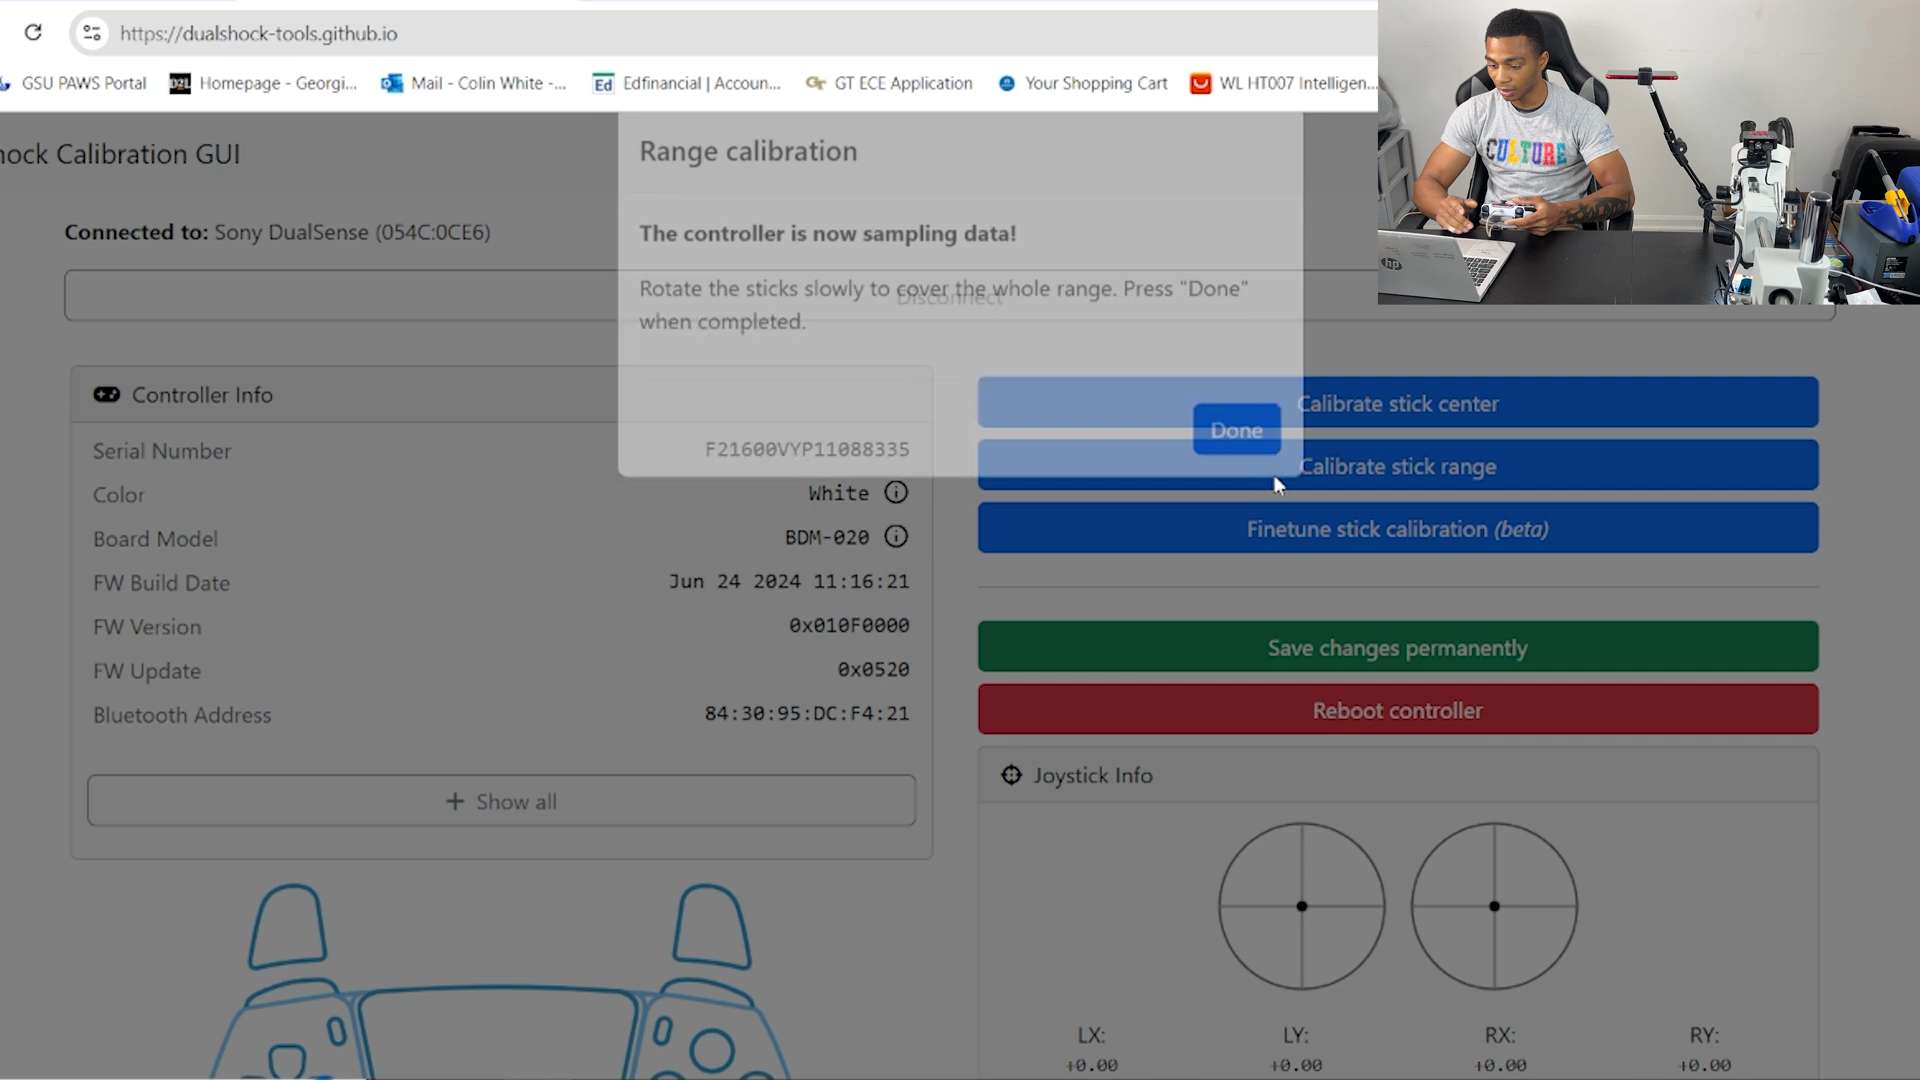 https://dualshock-tools.github.io
GSU PAWS Portal
D2L
Homepage - Georgi...
Mail - Colin White -...
Ed
Edfinancial | Accoun...
GT
GT ECE Application
Your Shopping Cart
WL HT007 Intelligen...
hock Calibration GUI
Connected to: Sony DualSense (054C:0CE6)
Disconnect
Range calibration
The controller is now sampling data!
Rotate the sticks slowly to cover the whole range. Press "Done"
when completed.
Done
Controller Info
Serial Number F21600VYP11088335
Color White
Board Model BDM-020
FW Build Date Jun 24 2024 11:16:21
FW Version 0x010F0000
FW Update 0x0520
Bluetooth Address 84:30:95:DC:F4:21
+ Show all
Calibrate stick center
Calibrate stick range
Finetune stick calibration (beta)
Save changes permanently
Reboot controller
Joystick Info
LX: LY: RX: RY:
+0.00 +0.00 +0.00 +0.00
CULTURE
hp